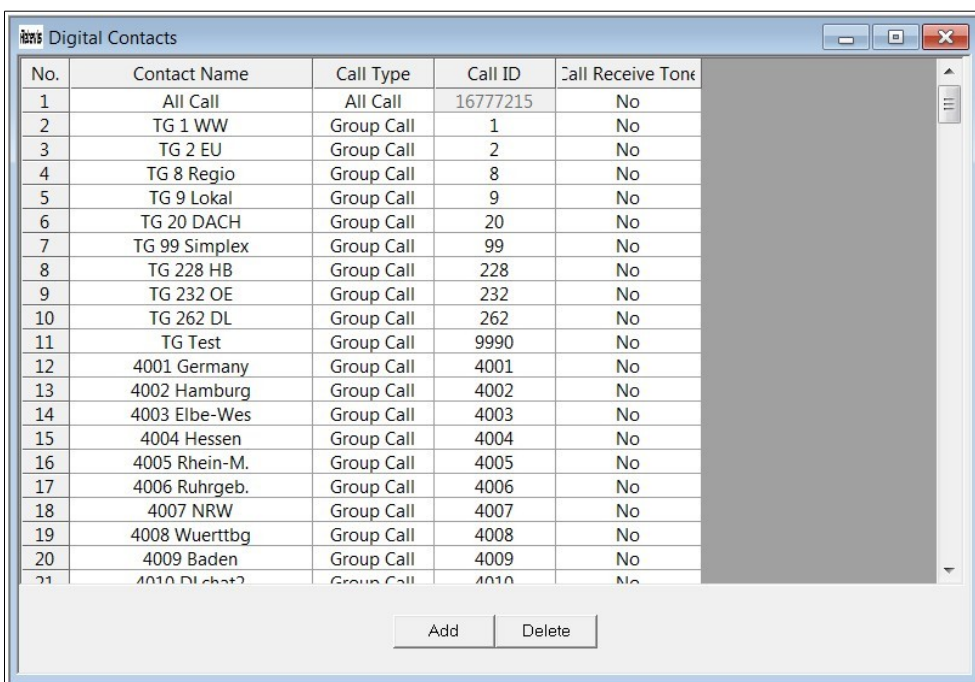 Retevis Digital Contacts
No. Contact Name Call Type Call ID Call Receive Tone
1 All Call All Call 16777215 No
2 TG 1 WW Group Call 1 No
3 TG 2 EU Group Call 2 No
4 TG 8 Regio Group Call 8 No
5 TG 9 Lokal Group Call 9 No
6 TG 20 DACH Group Call 20 No
7 TG 99 Simplex Group Call 99 No
8 TG 228 HB Group Call 228 No
9 TG 232 OE Group Call 232 No
10 TG 262 DL Group Call 262 No
11 TG Test Group Call 9990 No
12 4001 Germany Group Call 4001 No
13 4002 Hamburg Group Call 4002 No
14 4003 Elbe-Wes Group Call 4003 No
15 4004 Hessen Group Call 4004 No
16 4005 Rhein-M. Group Call 4005 No
17 4006 Ruhrgeb. Group Call 4006 No
18 4007 NRW Group Call 4007 No
19 4008 Wuerttbg Group Call 4008 No
20 4009 Baden Group Call 4009 No
21 4010 DLchat2 Group Call 4010 No
Add Delete